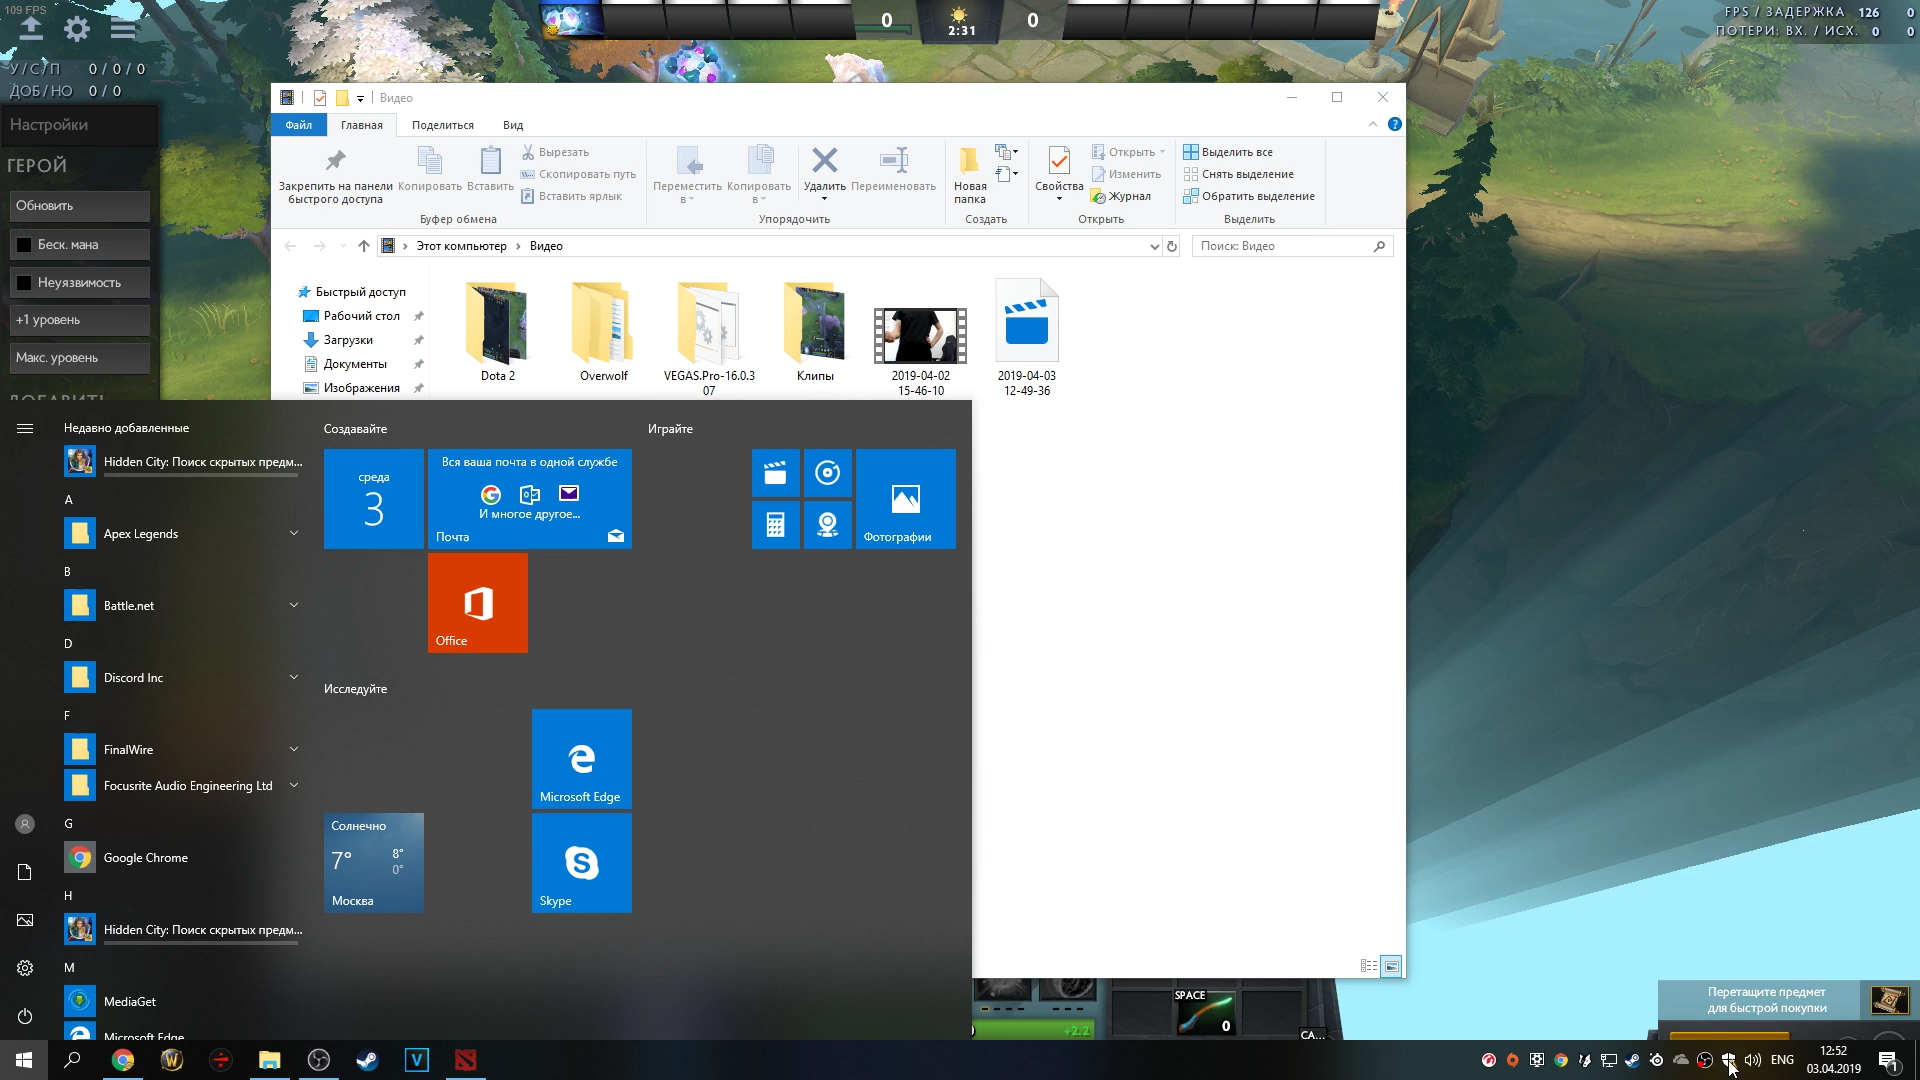 109 FPS
У/С/П 0/0/0
ДОБ/НО 0/0
0
2:31
0
FPS / ЗАДЕРЖКА 126 0
ПОТЕРИ: ВХ. / ИСХ. 0 0
Настройки
ГЕРОЙ
Обновить
Беск. мана
Неуязвимость
+1 уровень
Макс. уровень
Видео
Файл
Главная
Поделиться
Вид
Закрепить на панели
быстрого доступа
Копировать
Вставить
Вырезать
Скопировать путь
Вставить ярлык
Буфер обмена
Переместить
в
Копировать
в
Удалить
Переименовать
Упорядочить
Новая
папка
Создать
Свойства
Открыть
Изменить
Журнал
Открыть
Выделить все
Снять выделение
Обратить выделение
Выделить
Этот компьютер
Видео
Поиск: Видео
Быстрый доступ
Рабочий стол
Загрузки
Документы
Изображения
Dota 2
Overwolf
VEGAS.Pro-16.0.3
07
Клипы
2019-04-02
15-46-10
2019-04-03
12-49-36
Недавно добавленные
Hidden City: Поиск скрытых предм...
A
Apex Legends
B
Battle.net
D
Discord Inc
F
FinalWire
Focusrite Audio Engineering Ltd
G
Google Chrome
H
Hidden City: Поиск скрытых предм...
M
MediaGet
Microsoft Edge
Создавайте
среда
3
Вся ваша почта в одной службе
И многое другое...
Почта
Office
Исследуйте
Microsoft Edge
Солнечно
7°
8°
0°
Москва
Skype
Играйте
Фотографии
+2.2
SPACE
0
СА...
Перетащите предмет
для быстрой покупки
ENG
12:52
03.04.2019
1